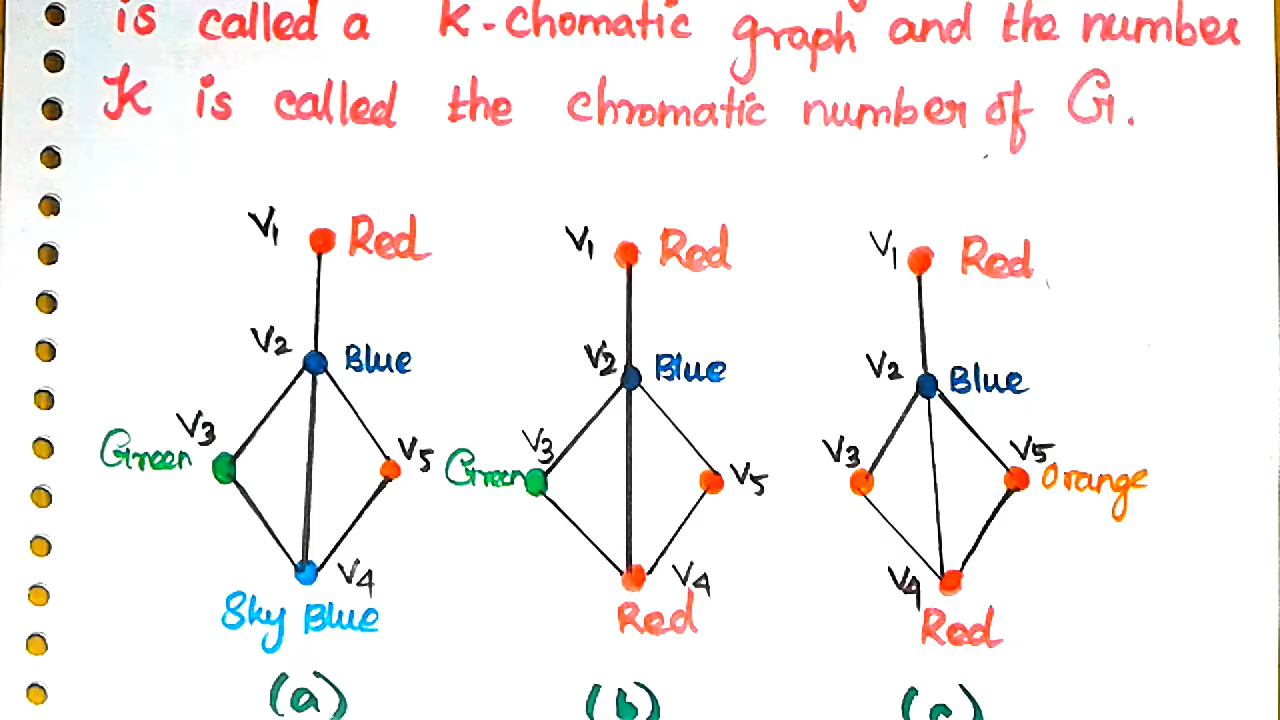 is called a k-chomatic graph and the number
K is called the chromatic number of G.
V1 Red V1 Red V1 Red
V2 Blue V2 Blue V2 Blue
V3 V5 V3 V5 V3 V5
Green Green Orange
V4 V4 V4
Sky Blue Red Red
(a) (b) (c)